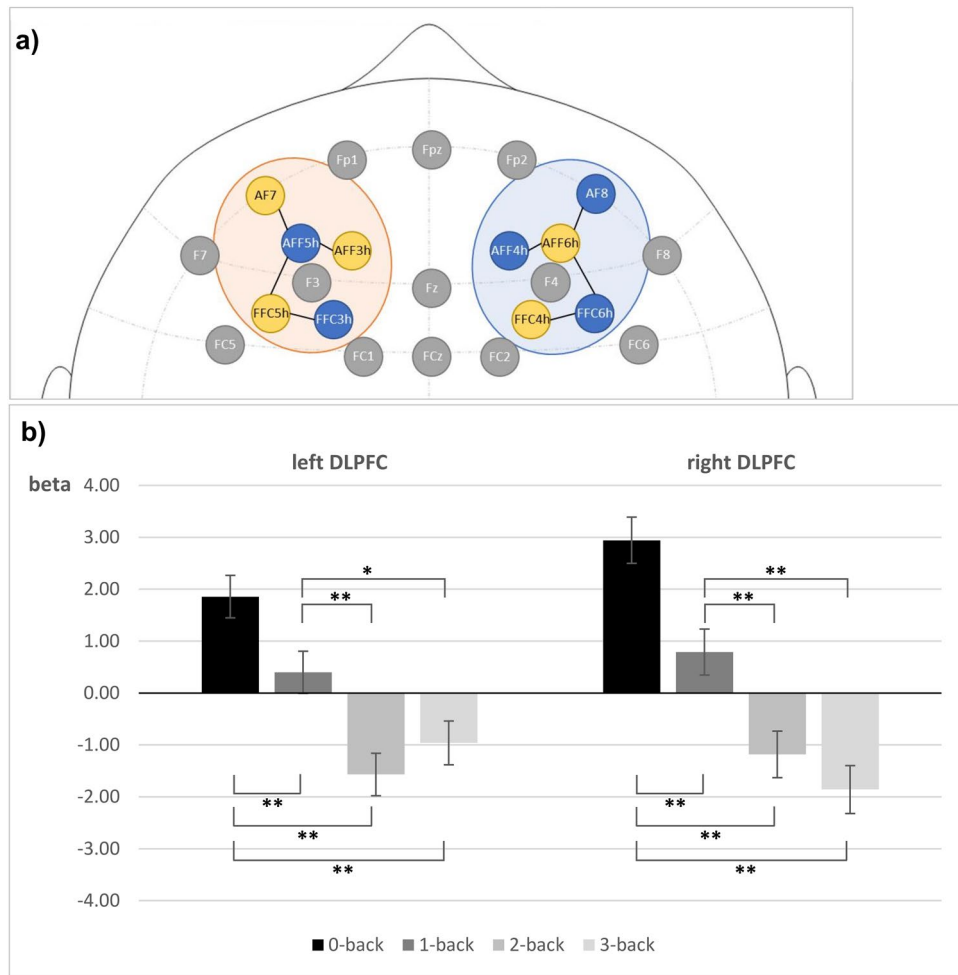 a)
Fp1 Fpz Fp2
AF7 AF8
AFF5h AFF3h AFF4h AFF6h
F7 F3 Fz F4 F8
FFC5h FFC3h FFC4h FFC6h
FC5 FC1 FCz FC2 FC6
b)
left DLPFC right DLPFC
beta
4.00
3.00
2.00
1.00
0.00
-1.00
-2.00
-3.00
-4.00
* **
** **
** **
** **
** **
0-back 1-back 2-back 3-back